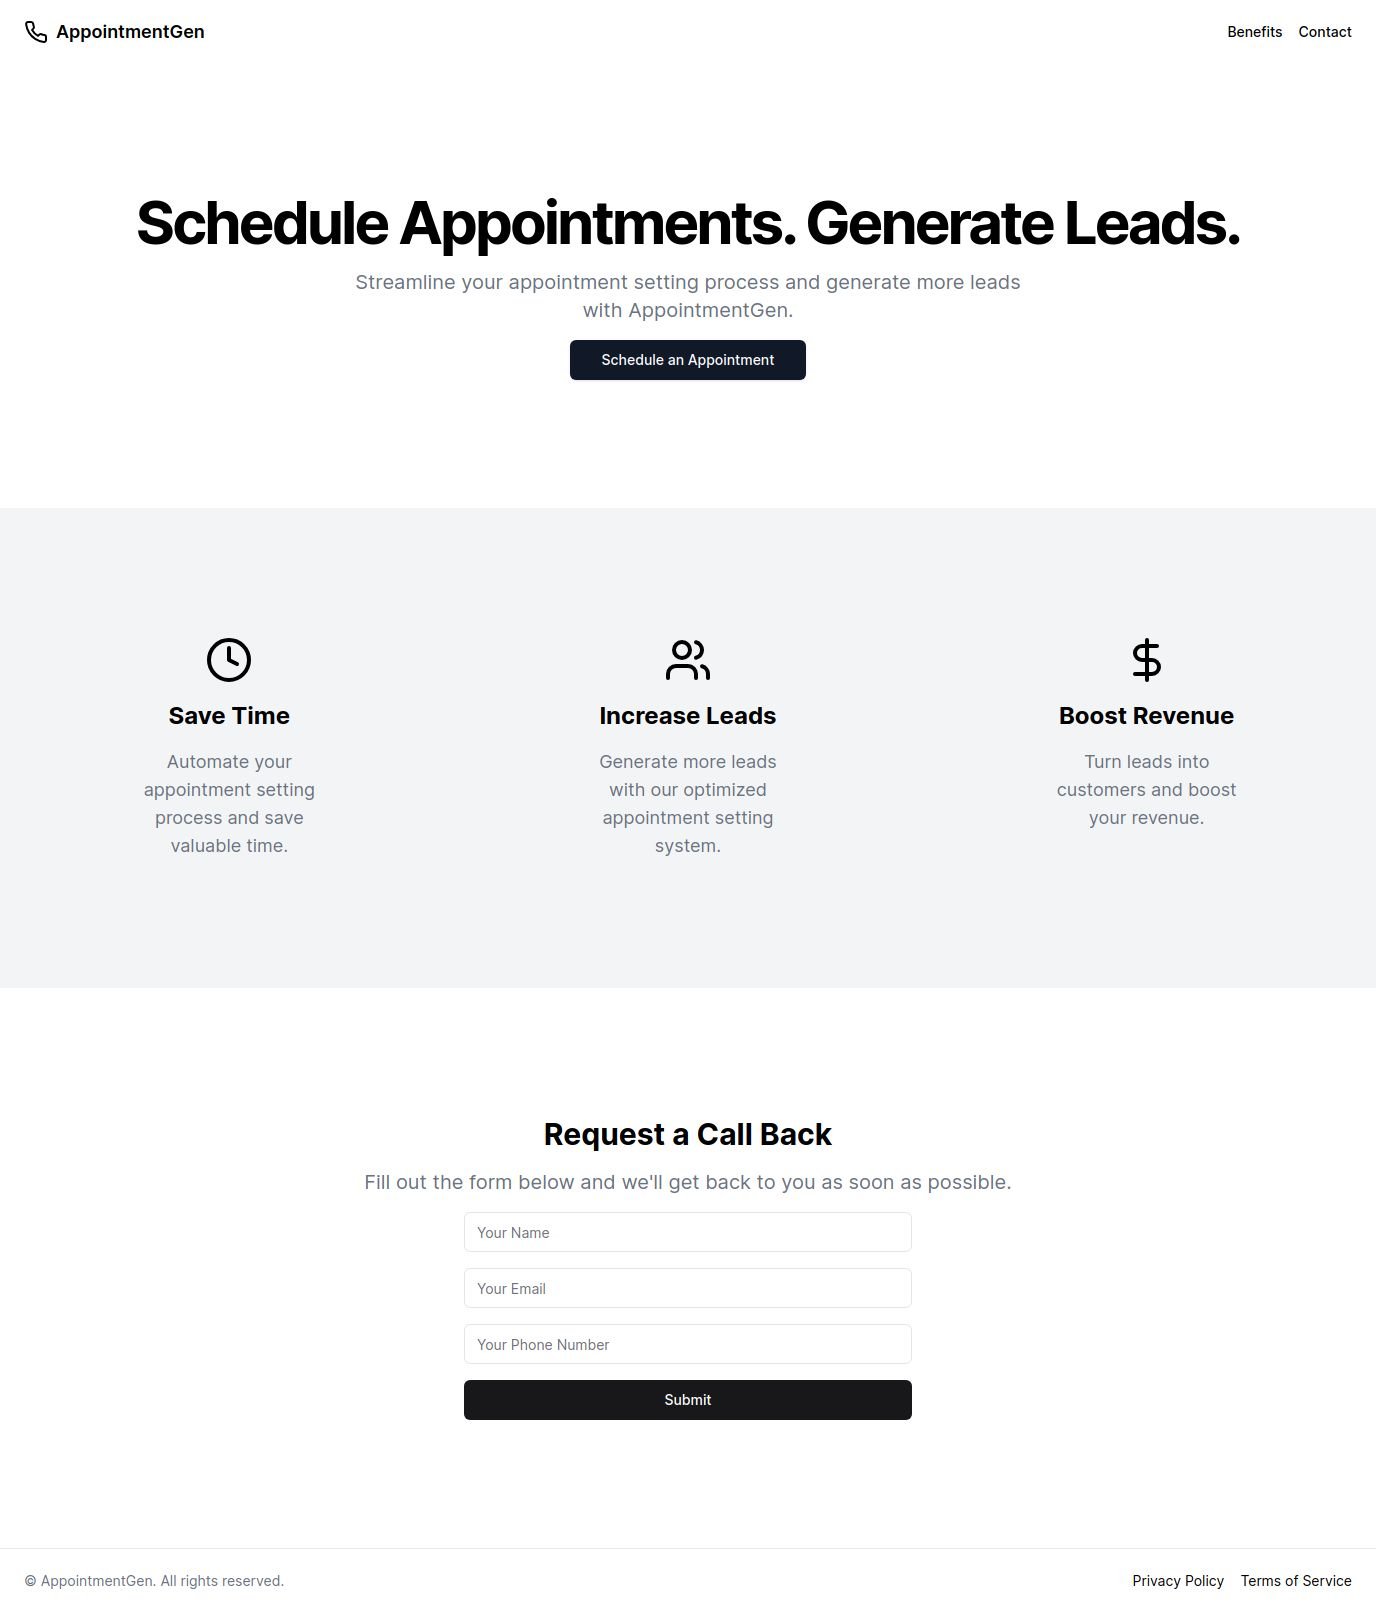 AppointmentGen
Benefits
Contact
Schedule Appointments. Generate Leads.
Streamline your appointment setting process and generate more leads
with AppointmentGen.
Schedule an Appointment
Save Time
Automate your
appointment setting
process and save
valuable time.
Increase Leads
Generate more leads
with our optimized
appointment setting
system.
Boost Revenue
Turn leads into
customers and boost
your revenue.
Request a Call Back
Fill out the form below and we'll get back to you as soon as possible.
Your Name
Your Email
Your Phone Number
Submit
© AppointmentGen. All rights reserved.
Privacy Policy
Terms of Service